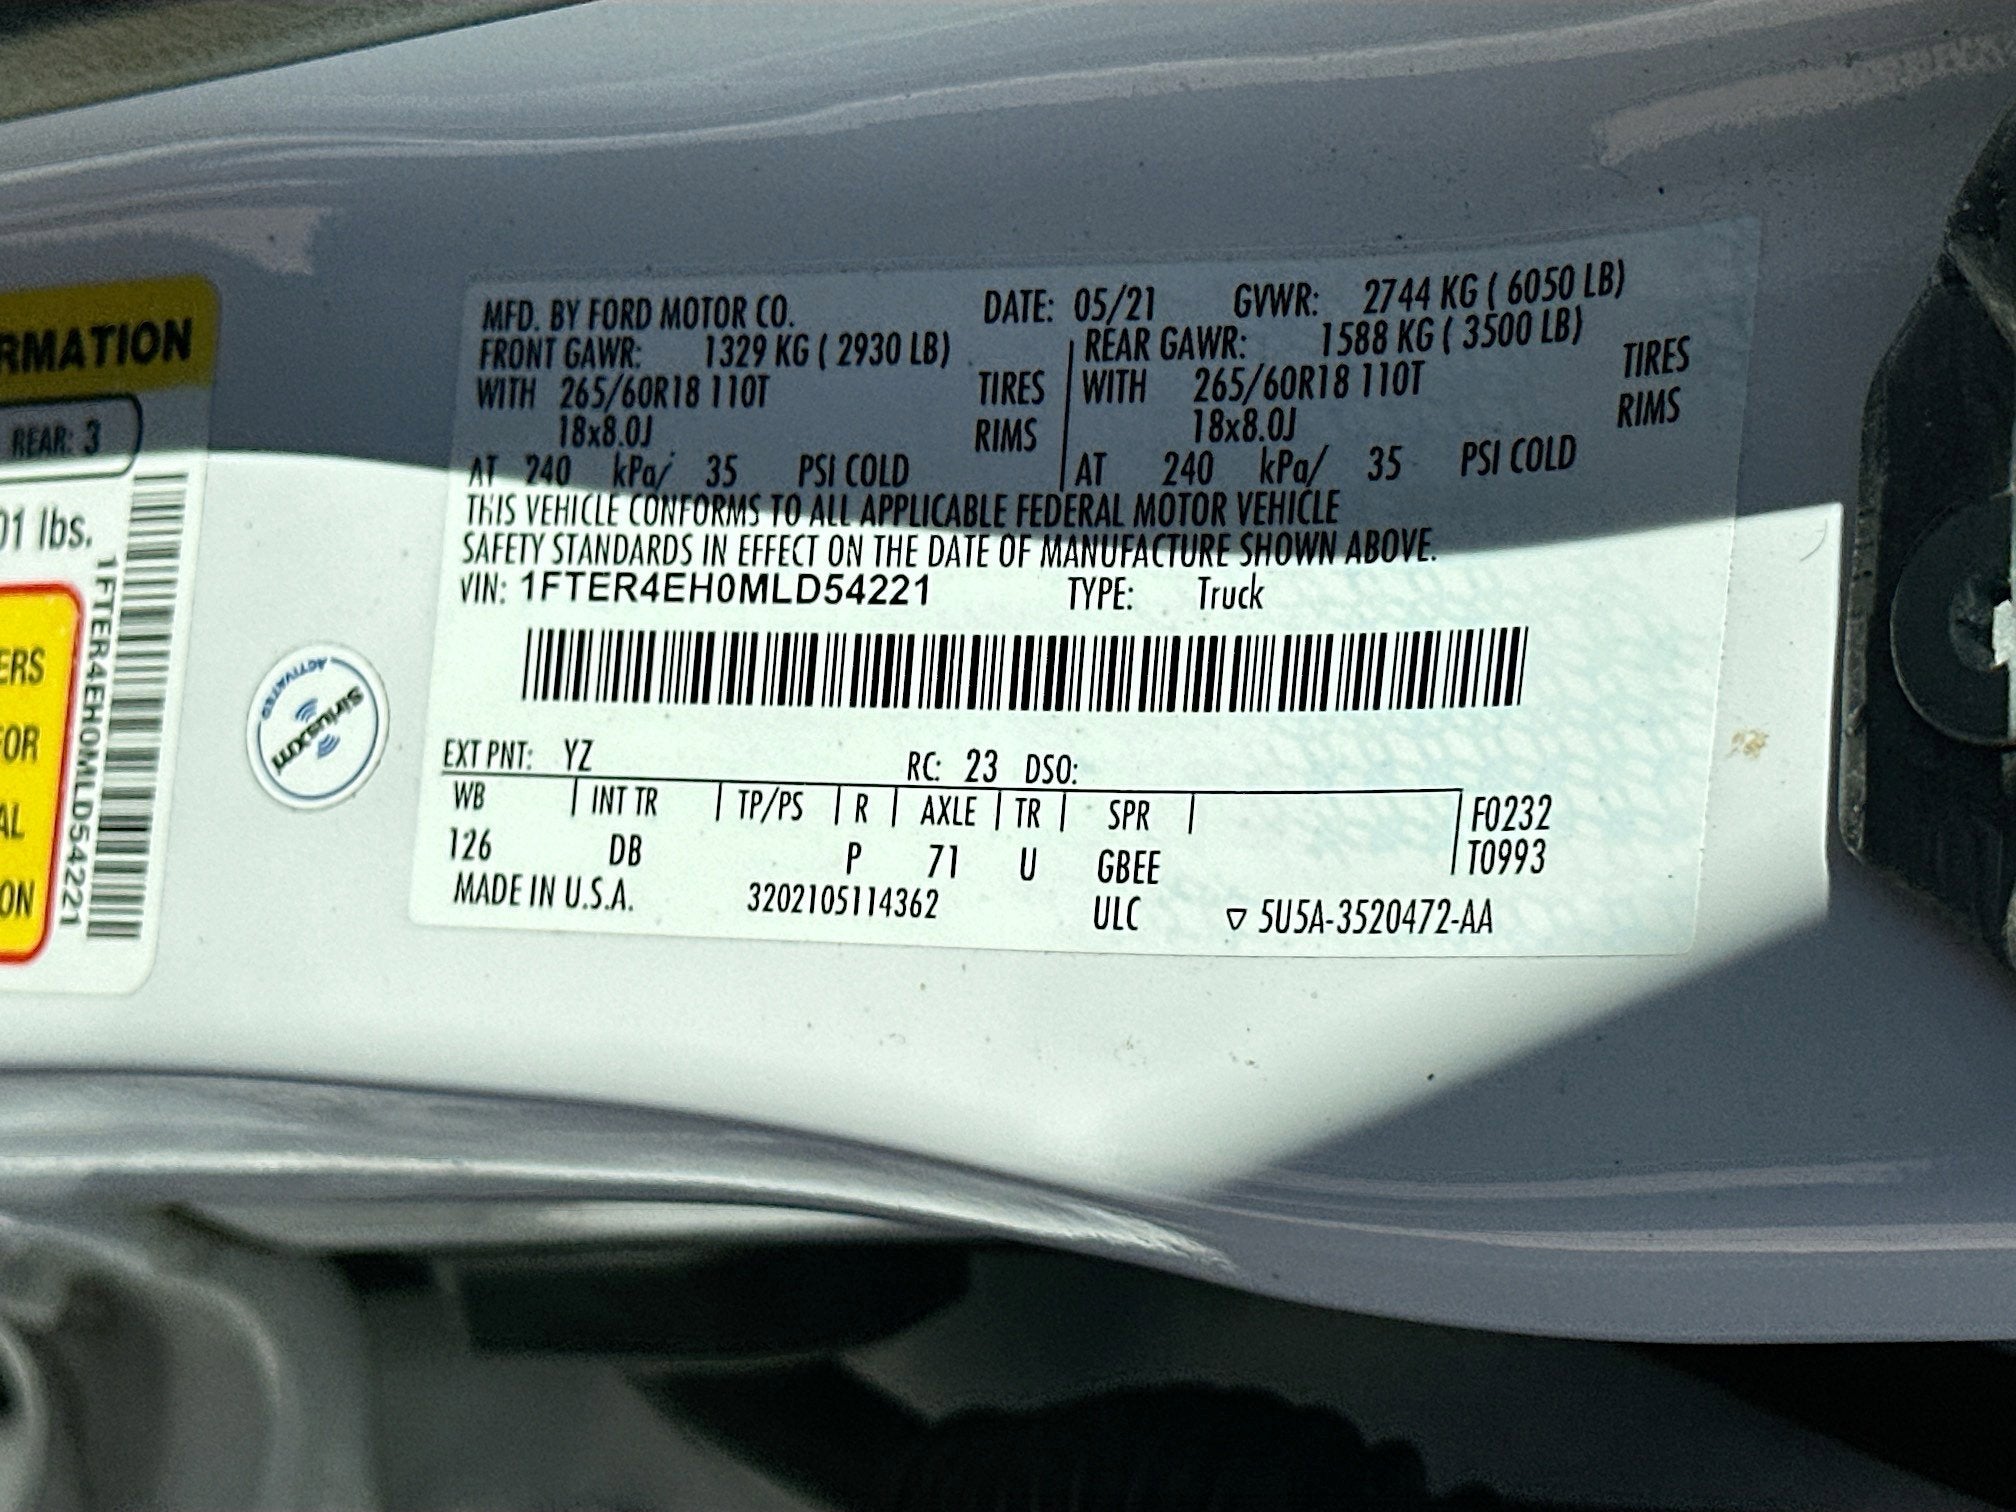 RMATION
REAR: 3
01 lbs.
ERS
FOR
AL
ON
1FTER4EH0MLD54221
ACTIVATED
SiriusXM
MFD. BY FORD MOTOR CO. DATE: 05/21 GVWR: 2744 KG ( 6050 LB)
FRONT GAWR: 1329 KG ( 2930 LB) REAR GAWR: 1588 KG ( 3500 LB)
WITH 265/60R18 110T TIRES WITH 265/60R18 110T TIRES
18x8.0J RIMS 18x8.0J RIMS
AT 240 kPa/ 35 PSI COLD AT 240 kPa/ 35 PSI COLD
THIS VEHICLE CONFORMS TO ALL APPLICABLE FEDERAL MOTOR VEHICLE
SAFETY STANDARDS IN EFFECT ON THE DATE OF MANUFACTURE SHOWN ABOVE.
VIN: 1FTER4EH0MLD54221 TYPE: Truck
EXT PNT: YZ RC: 23 DSO:
WB INT TR TP/PS R AXLE TR SPR F0232
126 DB P 71 U GBEE T0993
MADE IN U.S.A. 3202105114362 ULC ▽ 5U5A-3520472-AA